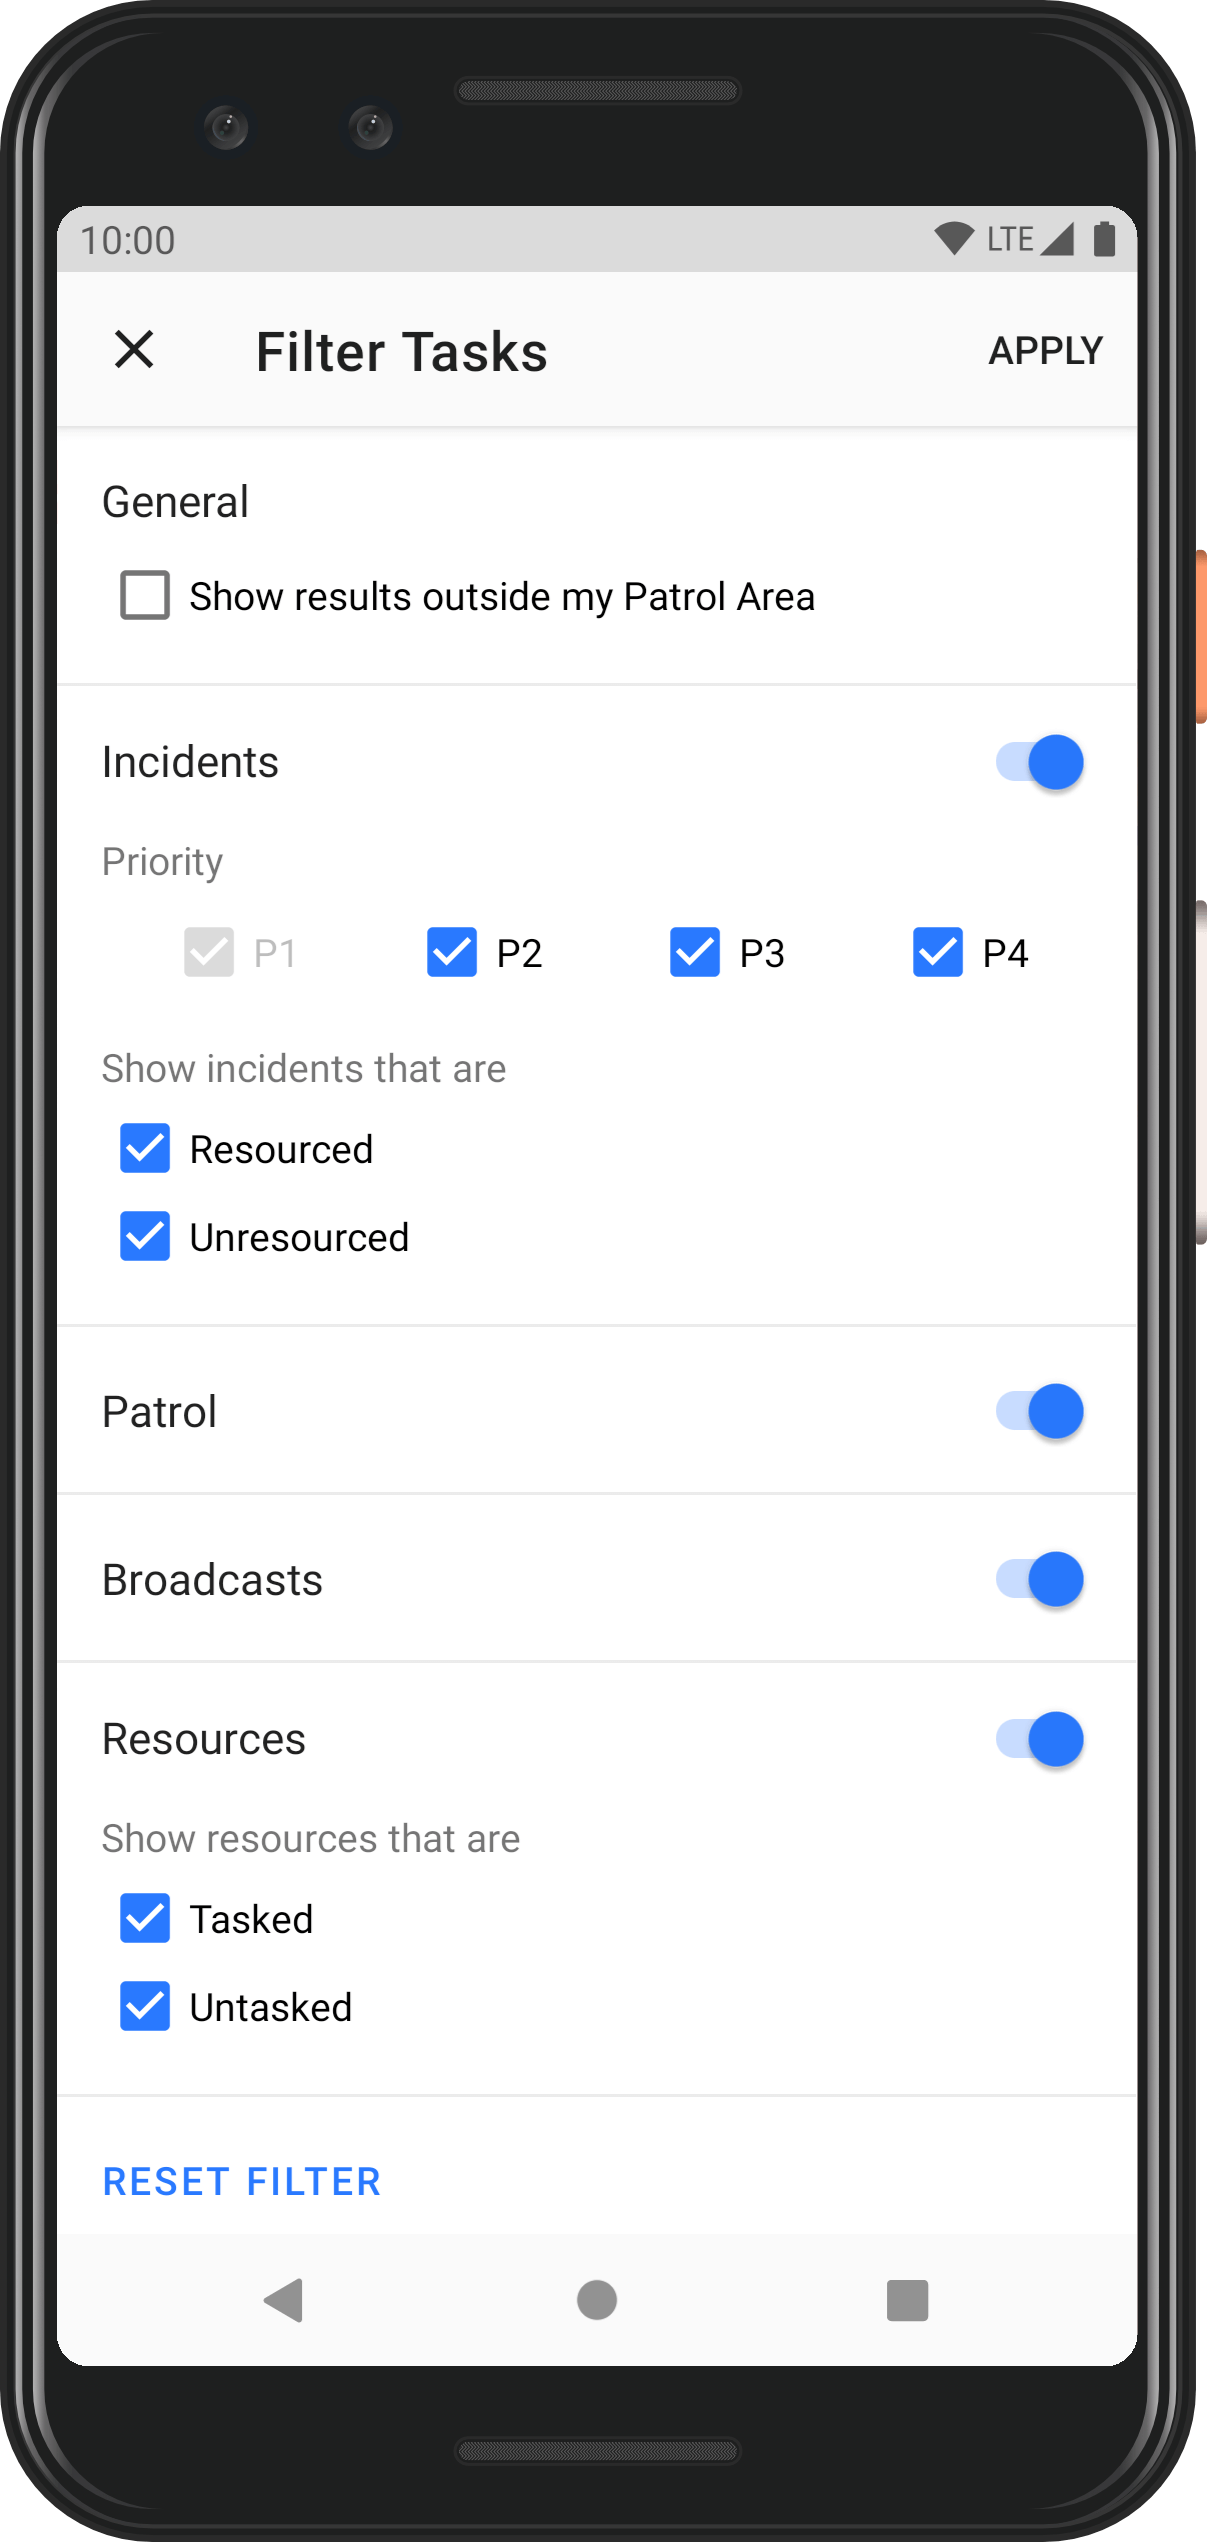 10:00 LTE
Filter Tasks APPLY
General
Show results outside my Patrol Area
Incidents
Priority
P1 P2 P3 P4
Show incidents that are
Resourced
Unresourced
Patrol
Broadcasts
Resources
Show resources that are
Tasked
Untasked
RESET FILTER